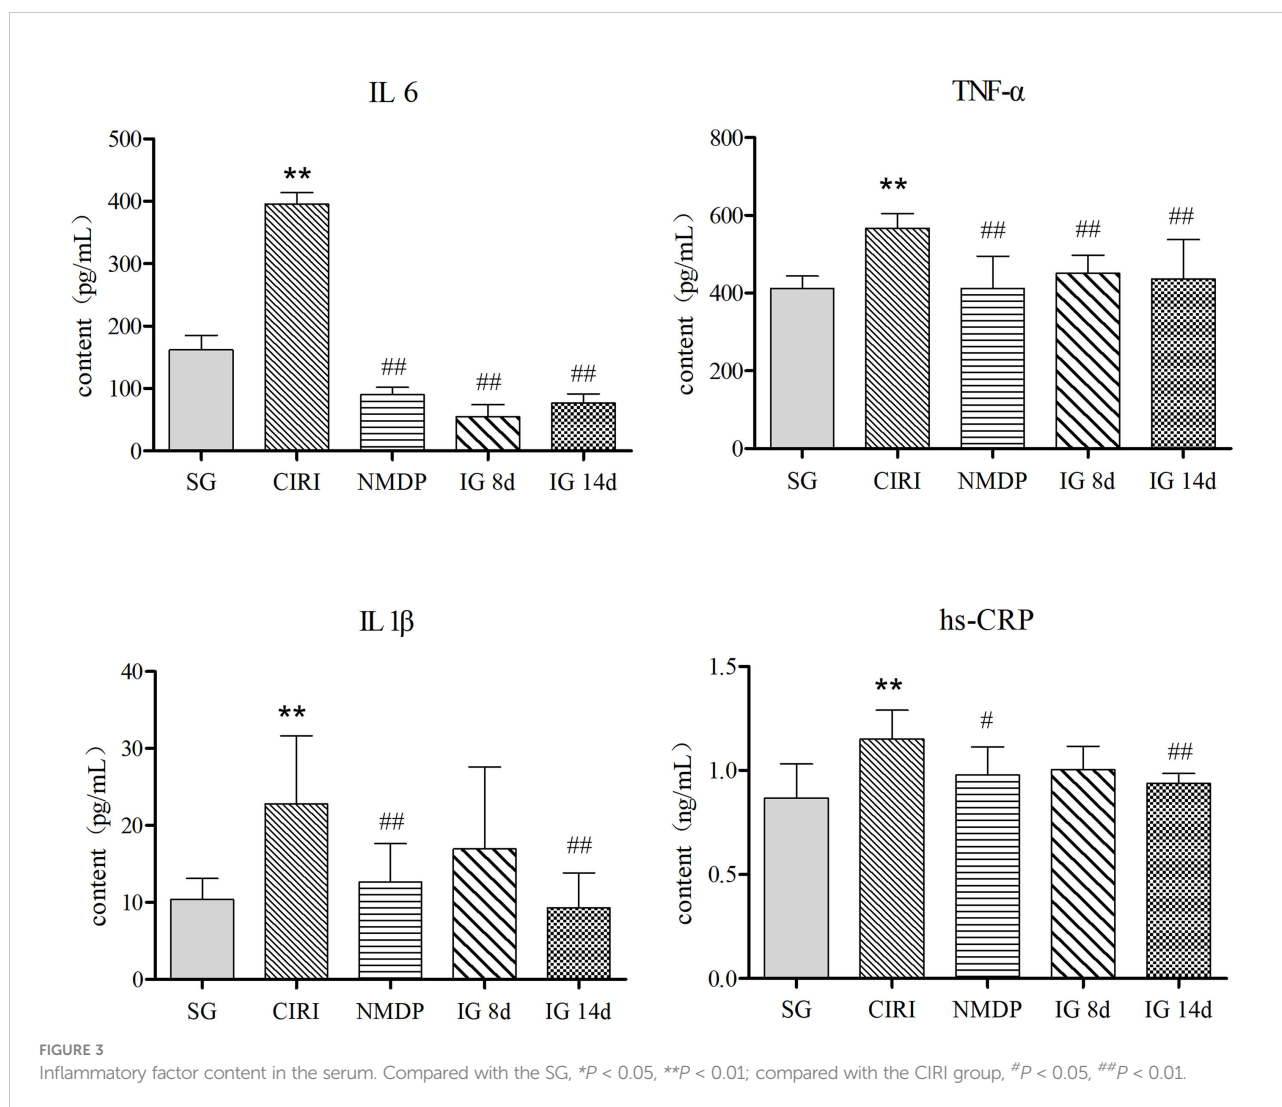 IL 6
500
400
300
200
100
0
content (pg/mL)
**
##
##
##
SG CIRI NMDP IG 8d IG 14d
TNF-α
800
600
400
200
0
content (pg/mL)
**
##
##
##
SG CIRI NMDP IG 8d IG 14d
IL 1β
40
30
20
10
0
content (pg/mL)
**
##
##
SG CIRI NMDP IG 8d IG 14d
hs-CRP
1.5
1.0
0.5
0.0
content (ng/mL)
**
#
##
SG CIRI NMDP IG 8d IG 14d
FIGURE 3
Inflammatory factor content in the serum. Compared with the SG, *P < 0.05, **P < 0.01; compared with the CIRI group, #P < 0.05, ##P < 0.01.